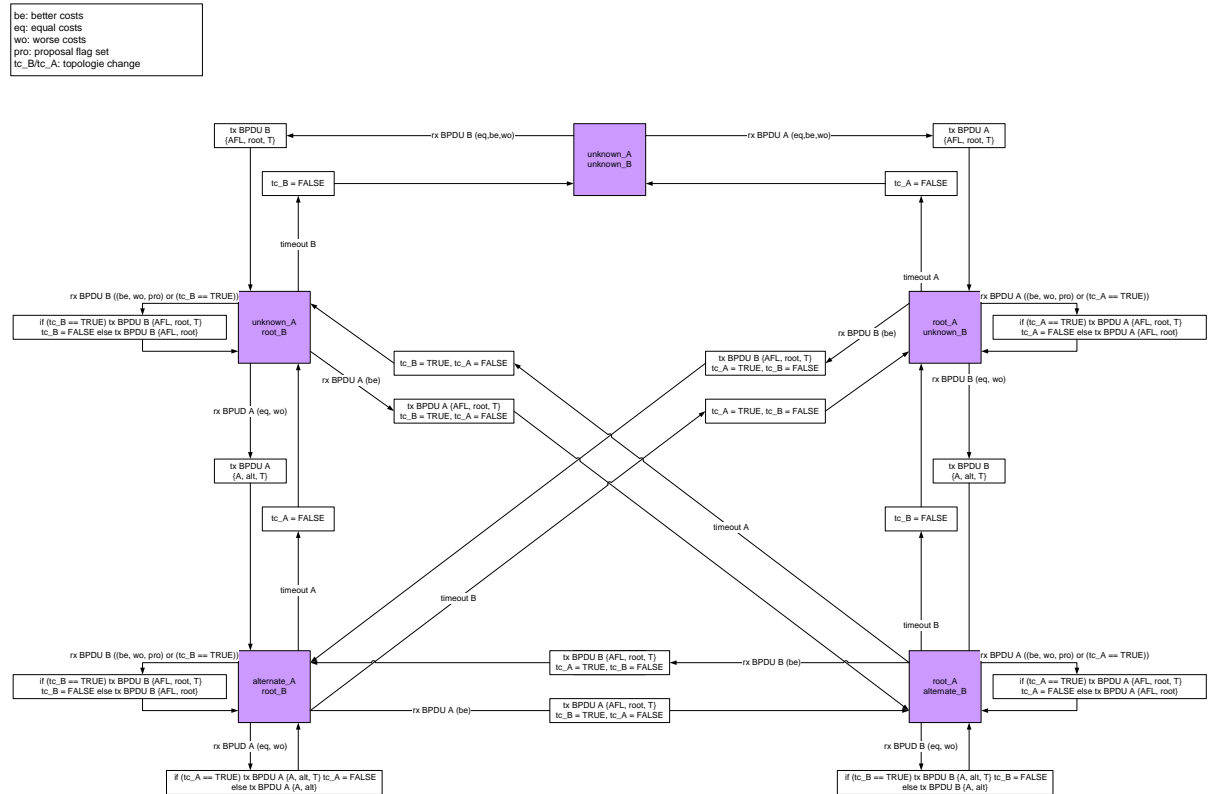 be: better costs
eq: equal costs
wo: worse costs
pro: proposal flag set
tc_B/tc_A: topologie change
tx BPDU B
{AFL, root, T}
rx BPDU B (eq,be,wo)
unknown_A
unknown_B
rx BPDU A (eq,be,wo)
tx BPDU A
{AFL, root, T}
tc_B = FALSE
tc_A = FALSE
timeout B
timeout A
rx BPDU B ((be, wo, pro) or (tc_B == TRUE))
if (tc_B == TRUE) tx BPDU B {AFL, root, T}
tc_B = FALSE else tx BPDU B {AFL, root}
unknown_A
root_B
root_A
unknown_B
rx BPDU A ((be, wo, pro) or (tc_A == TRUE))
if (tc_A == TRUE) tx BPDU A {AFL, root, T}
tc_A = FALSE else tx BPDU A {AFL, root}
rx BPDU B (be)
tc_B = TRUE, tc_A = FALSE
tx BPDU B {AFL, root, T}
tc_A = TRUE, tc_B = FALSE
rx BPDU A (be)
rx BPDU B (eq, wo)
tx BPDU A {AFL, root, T}
tc_B = TRUE, tc_A = FALSE
tc_A = TRUE, tc_B = FALSE
rx BPUD A (eq, wo)
tx BPDU A
{A, alt, T}
tx BPDU B
{A, alt, T}
tc_A = FALSE
tc_B = FALSE
timeout A
timeout A
timeout B
timeout B
rx BPDU B ((be, wo, pro) or (tc_B == TRUE))
if (tc_B == TRUE) tx BPDU B {AFL, root, T}
tc_B = FALSE else tx BPDU B {AFL, root}
alternate_A
root_B
tx BPDU B {AFL, root, T}
tc_A = TRUE, tc_B = FALSE
rx BPDU B (be)
root_A
alternate_B
rx BPDU A ((be, wo, pro) or (tc_A == TRUE))
if (tc_A == TRUE) tx BPDU A {AFL, root, T}
tc_A = FALSE else tx BPDU A {AFL, root}
rx BPDU A (be)
tx BPDU A {AFL, root, T}
tc_B = TRUE, tc_A = FALSE
rx BPUD A (eq, wo)
rx BPUD B (eq, wo)
if (tc_A == TRUE) tx BPDU A {A, alt, T} tc_A = FALSE
else tx BPDU A {A, alt}
if (tc_B == TRUE) tx BPDU B {A, alt, T} tc_B = FALSE
else tx BPDU B {A, alt}